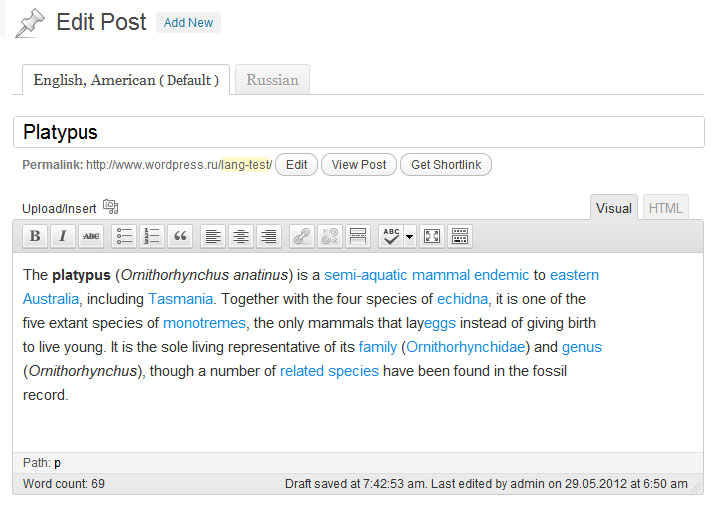 Edit Post Add New
English, American ( Default ) Russian
Platypus
Permalink: http://www.wordpress.ru/lang-test/ Edit View Post Get Shortlink
Upload/Insert Visual HTML
B I ABC 1 2 3 “ ABC
The platypus (Ornithorhynchus anatinus) is a semi-aquatic mammal endemic to eastern
Australia, including Tasmania. Together with the four species of echidna, it is one of the
five extant species of monotremes, the only mammals that layeggs instead of giving birth
to live young. It is the sole living representative of its family (Ornithorhynchidae) and genus
(Ornithorhynchus), though a number of related species have been found in the fossil
record.
Path: p
Word count: 69 Draft saved at 7:42:53 am. Last edited by admin on 29.05.2012 at 6:50 am